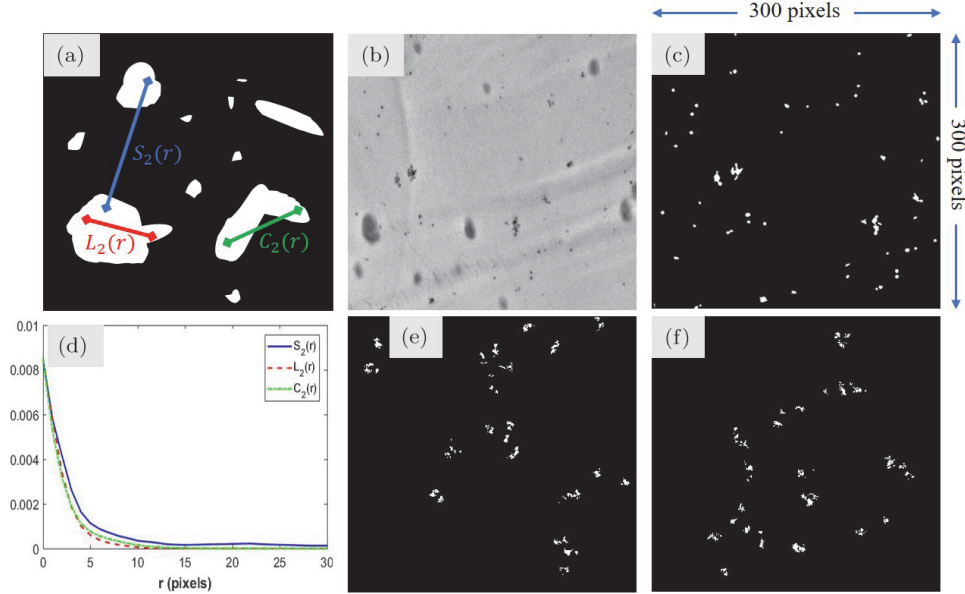 300 pixels
(a)
(b)
(c)
300 pixels
S₂(r)
L₂(r)
C₂(r)
(d)
0.01
0.008
0.006
0.004
0.002
0
S₂(r)
L₂(r)
C₂(r)
0 5 10 15 20 25 30
r (pixels)
(e)
(f)